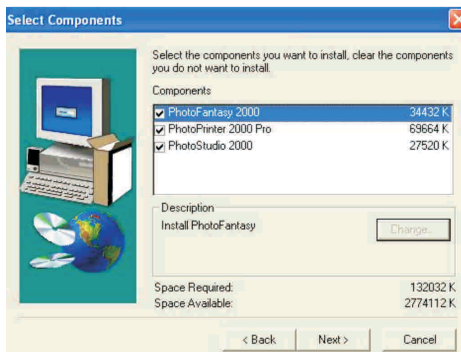 Select Components
Select the components you want to install, clear the components
you do not want to install.
Components
PhotoFantasy 2000 34432 K
PhotoPrinter 2000 Pro 69664 K
PhotoStudio 2000 27520 K
Description
Install PhotoFantasy
Change...
Space Required: 132032 K
Space Available: 2774112 K
< Back Next > Cancel